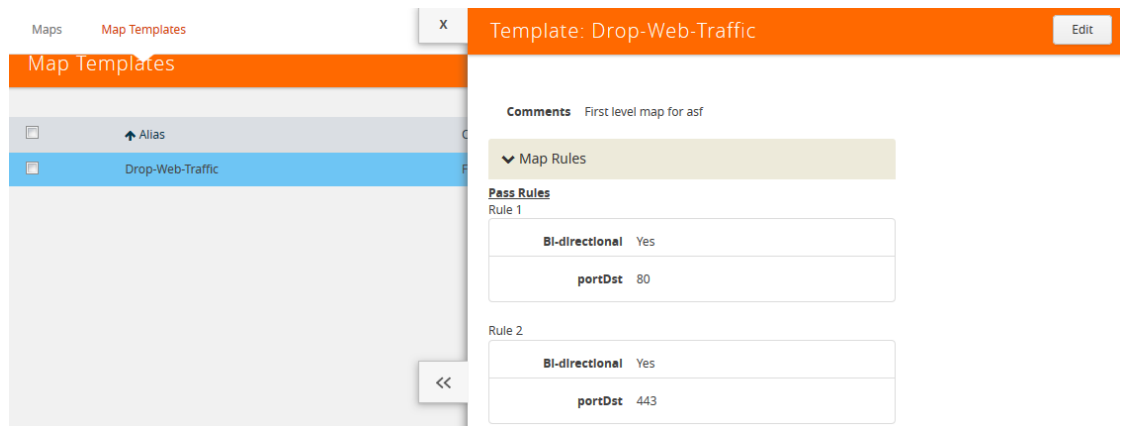 Maps Map Templates x
Map Templates
Alias C
Drop-Web-Traffic F
Template: Drop-Web-Traffic Edit
Comments First level map for asf
Map Rules
Pass Rules
Rule 1
Bi-directional Yes
portDst 80
Rule 2
Bi-directional Yes
portDst 443